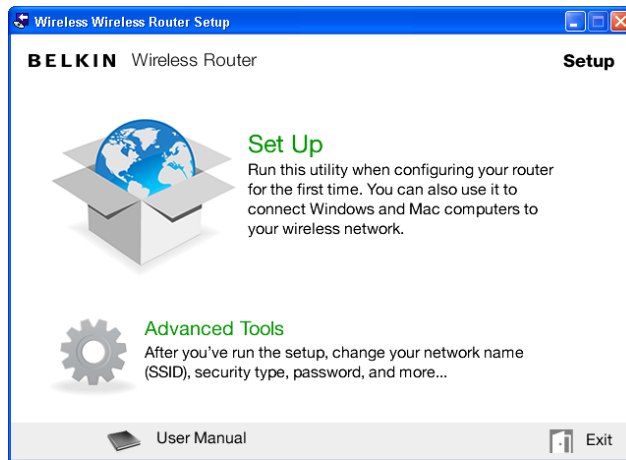 Wireless Wireless Router Setup
BELKIN Wireless Router Setup
Set Up
Run this utility when configuring your router
for the first time. You can also use it to
connect Windows and Mac computers to
your wireless network.
Advanced Tools
After you've run the setup, change your network name
(SSID), security type, password, and more...
User Manual Exit